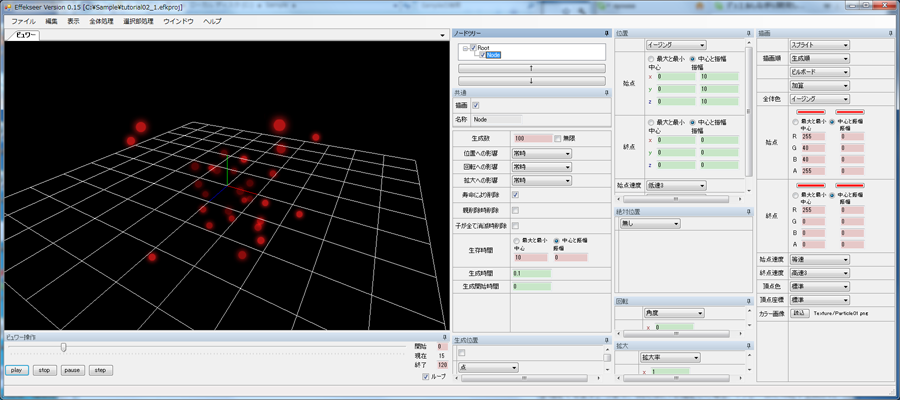 Effekseer Version 0.15 [C:¥Sample¥tutorial02_1.efkproj]
ファイル 編集 表示 全体処理 選択部処理 ウインドウ ヘルプ
ビュワー
ビュワー操作
開始 0
現在 15
終了 120
play stop pause step
ループ
ノードツリー
Root
Node
↑
↓
共通
描画
名称 Node
生成数 100 無限
位置への影響 常時
回転への影響 常時
拡大への影響 常時
寿命により削除
親削除時削除
子が全て消滅時削除
生存時間
最大と最小 中心と振幅
中心 振幅
10 0
生成時間 0.1
生成開始時間 0
生成位置
点
位置
イージング
始点
最大と最小 中心と振幅
中心 振幅
x 0 10
y 0 10
z 0 10
終点
最大と最小 中心と振幅
中心 振幅
x 0 0
y 0 0
z 0 0
始点速度 低速3
絶対位置
無し
回転
角度
x 0
拡大
拡大率
x 1
描画
スプライト
描画順 生成順
ビルボード
加算
全体色 イージング
始点
最大と最小 中心と振幅
中心 振幅
R 255 0
G 40 0
B 40 0
A 255 0
終点
最大と最小 中心と振幅
中心 振幅
R 255 0
G 0 0
B 0 0
A 0 0
始点速度 等速
終点速度 高速3
頂点色 標準
頂点座標 標準
カラー画像 読込 Texture/Particle01.png